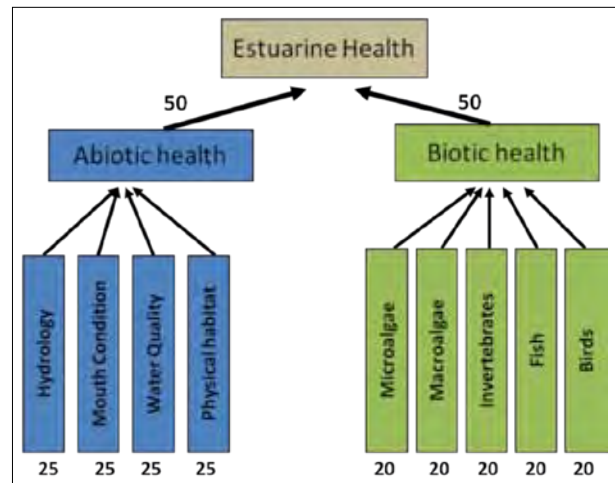 Estuarine Health
50
50
Abiotic health
Biotic health
Hydrology
Mouth Condition
Water Quality
Physical habitat
Microalgae
Macroalgae
Invertebrates
Fish
Birds
25
25
25
25
20
20
20
20
20